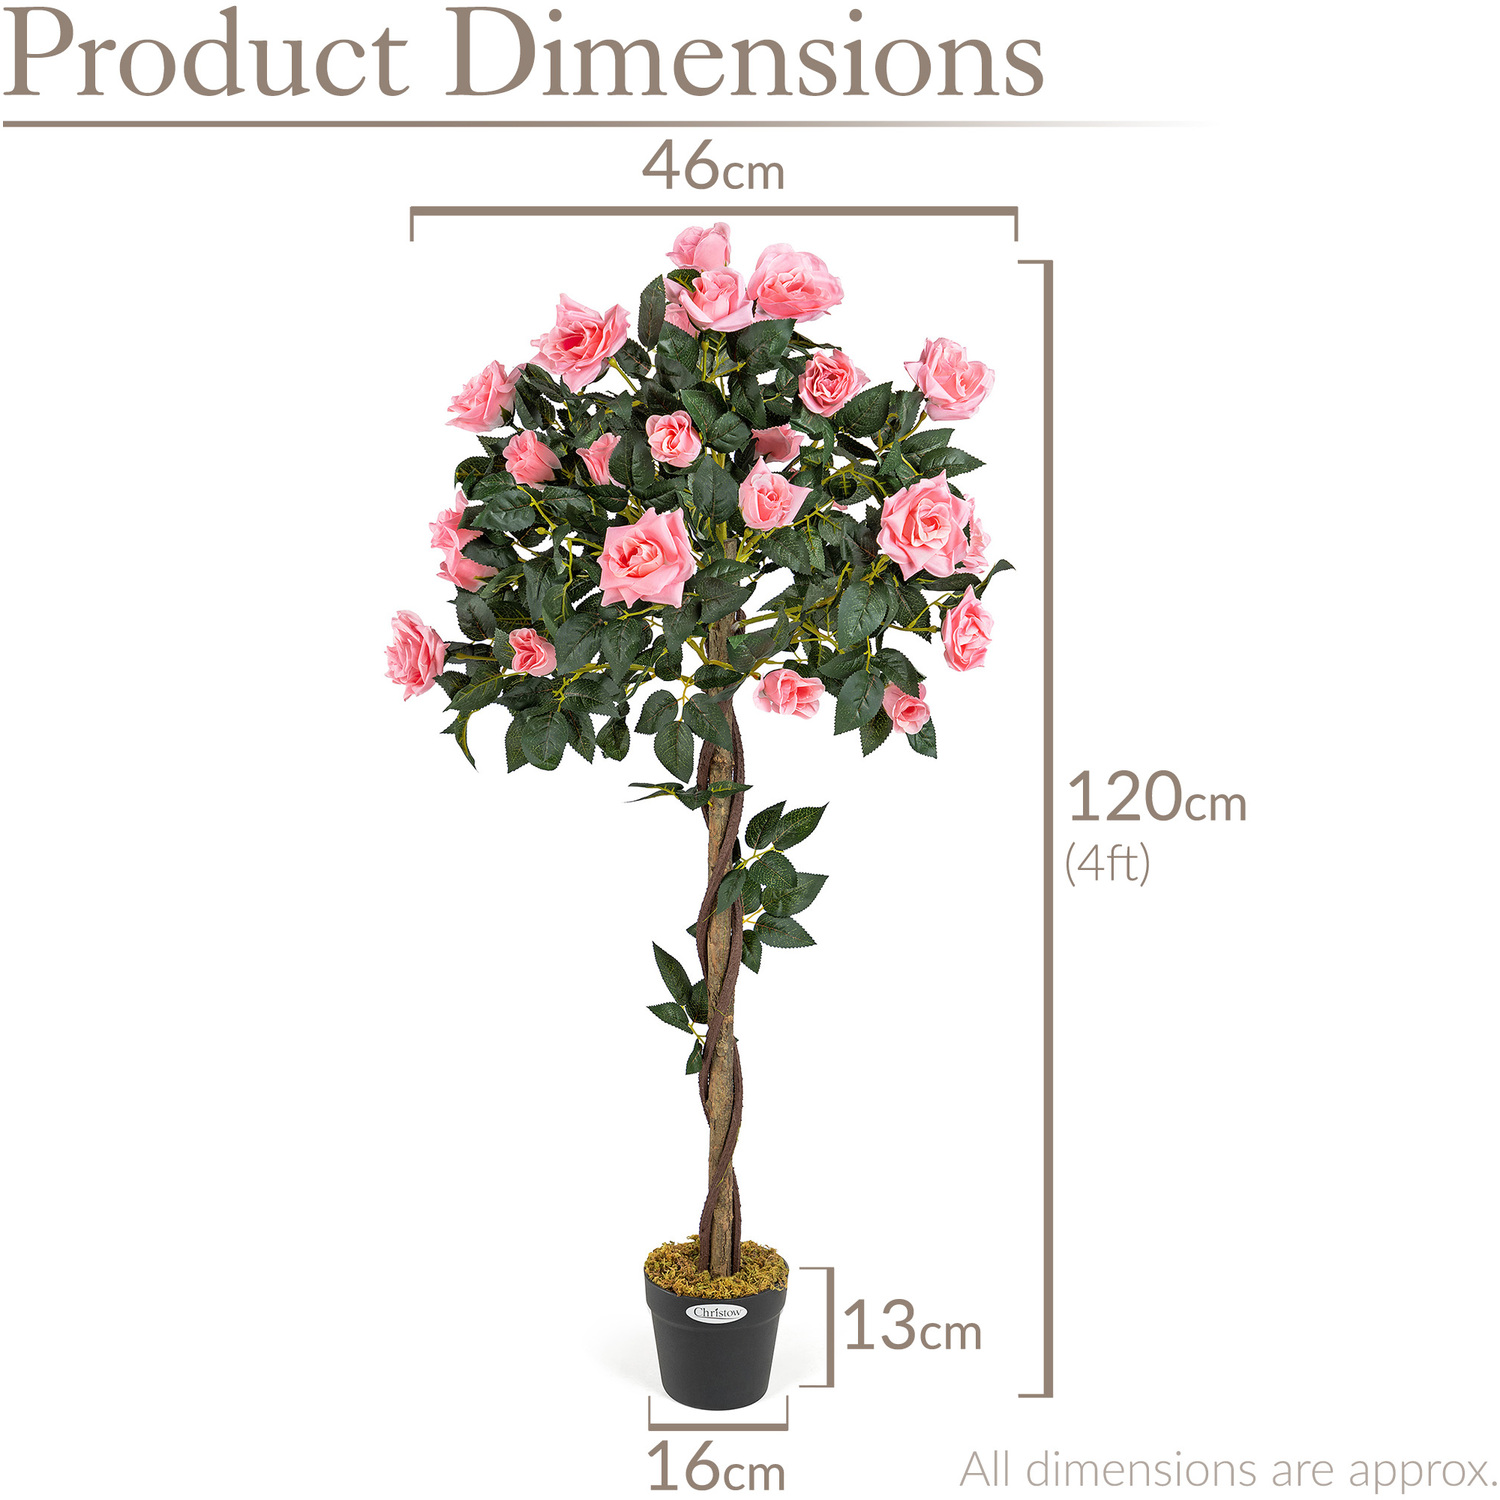 Product Dimensions
46cm
120cm
(4ft)
Christow
13cm
16cm
All dimensions are approx.